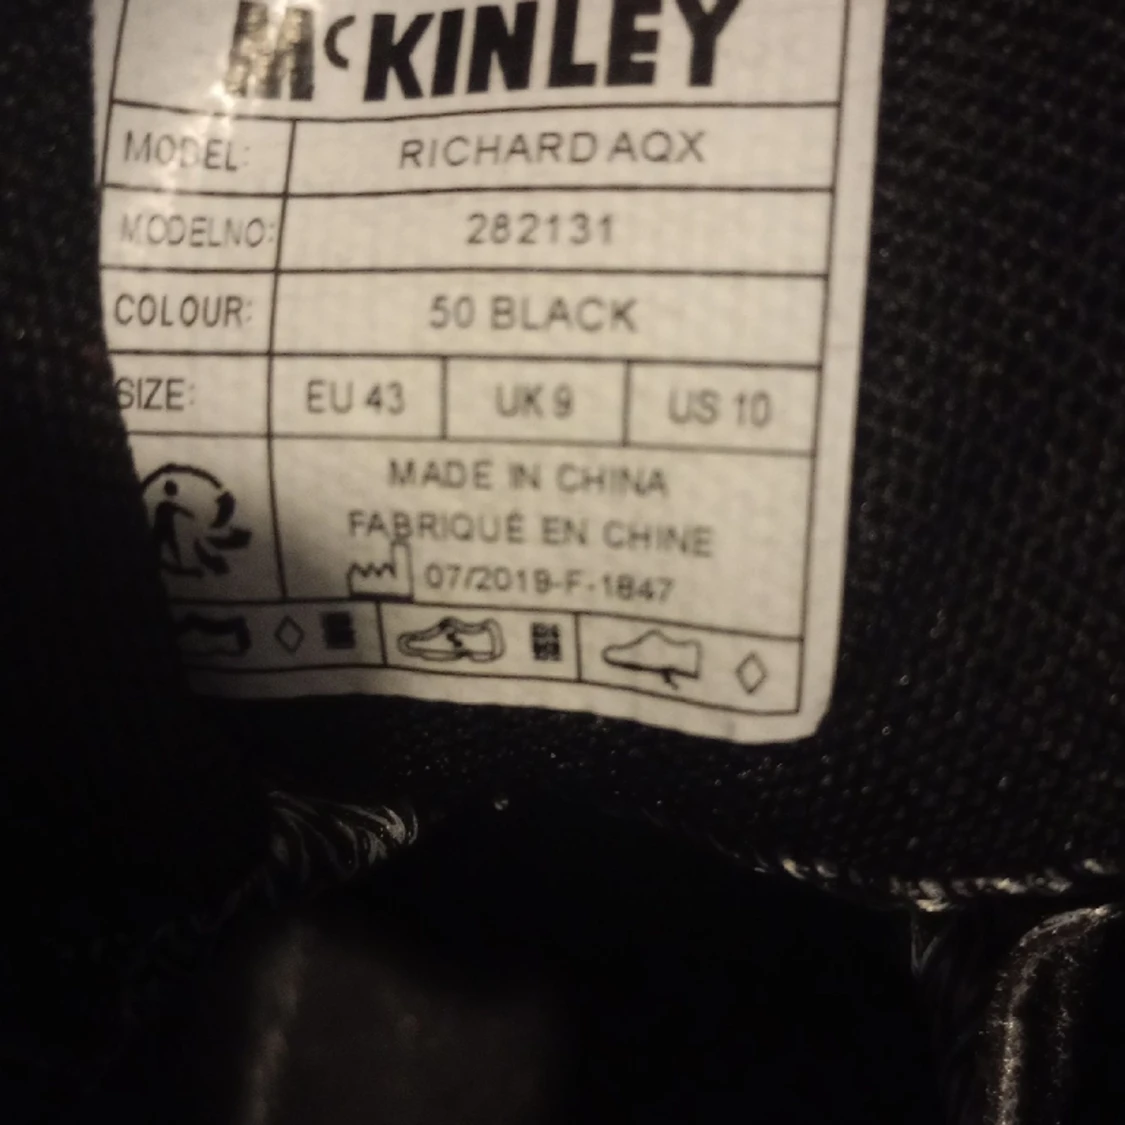 McKINLEY
MODEL: RICHARD AQX
MODELNO: 282131
COLOUR: 50 BLACK
SIZE: EU 43 UK 9 US 10
MADE IN CHINA
FABRIQUÉ EN CHINE
07/2019-F-1847